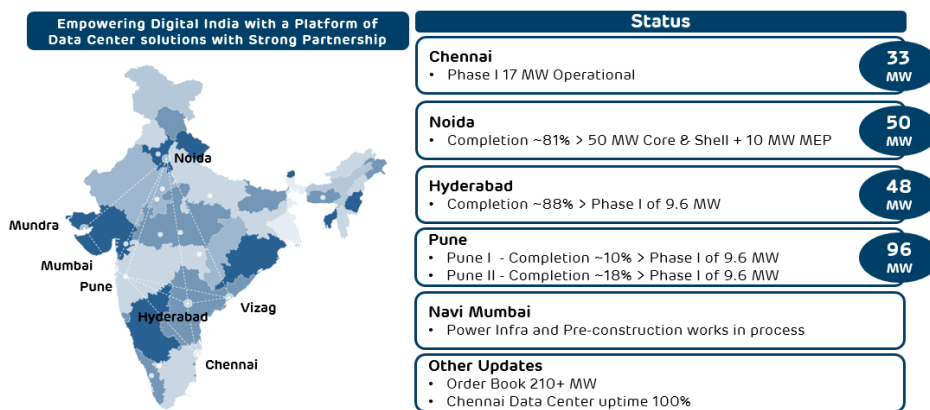 Empowering Digital India with a Platform of
Data Center solutions with Strong Partnership
Noida
Mundra
Mumbai
Pune
Hyderabad
Vizag
Chennai
Status
Chennai
• Phase I 17 MW Operational
33
MW
Noida
• Completion ~81% > 50 MW Core & Shell + 10 MW MEP
50
MW
Hyderabad
• Completion ~88% > Phase I of 9.6 MW
48
MW
Pune
• Pune I - Completion ~10% > Phase I of 9.6 MW
• Pune II - Completion ~18% > Phase I of 9.6 MW
96
MW
Navi Mumbai
• Power Infra and Pre-construction works in process
Other Updates
• Order Book 210+ MW
• Chennai Data Center uptime 100%